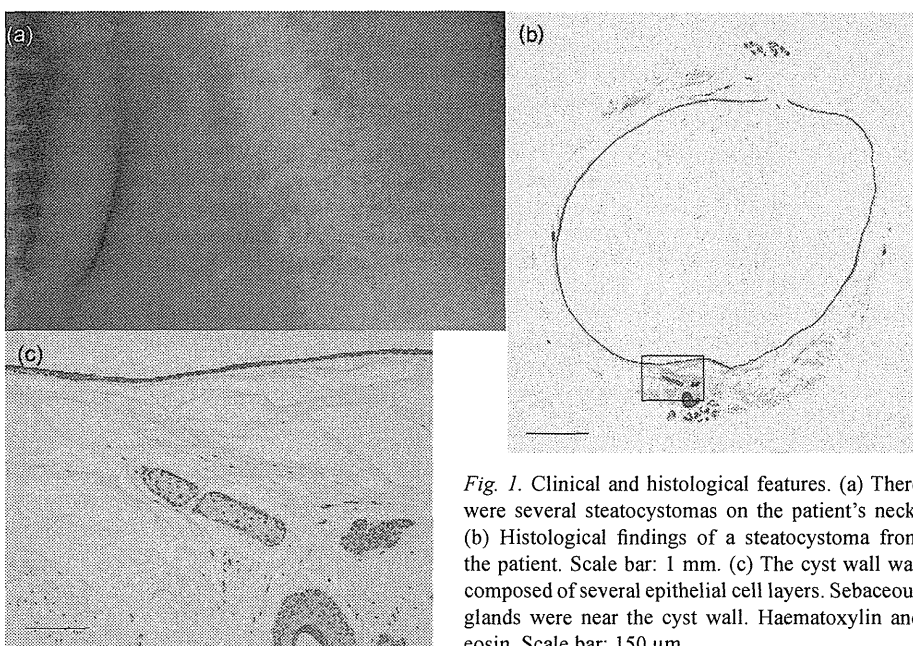 (a)
(b)
(c)
Fig. 1. Clinical and histological features. (a) There
were several steatocystomas on the patient's neck
(b) Histological findings of a steatocystoma from
the patient. Scale bar: 1 mm. (c) The cyst wall wa
composed of several epithelial cell layers. Sebaceou
glands were near the cyst wall. Haematoxylin and
eosin. Scale bar: 150 µm.